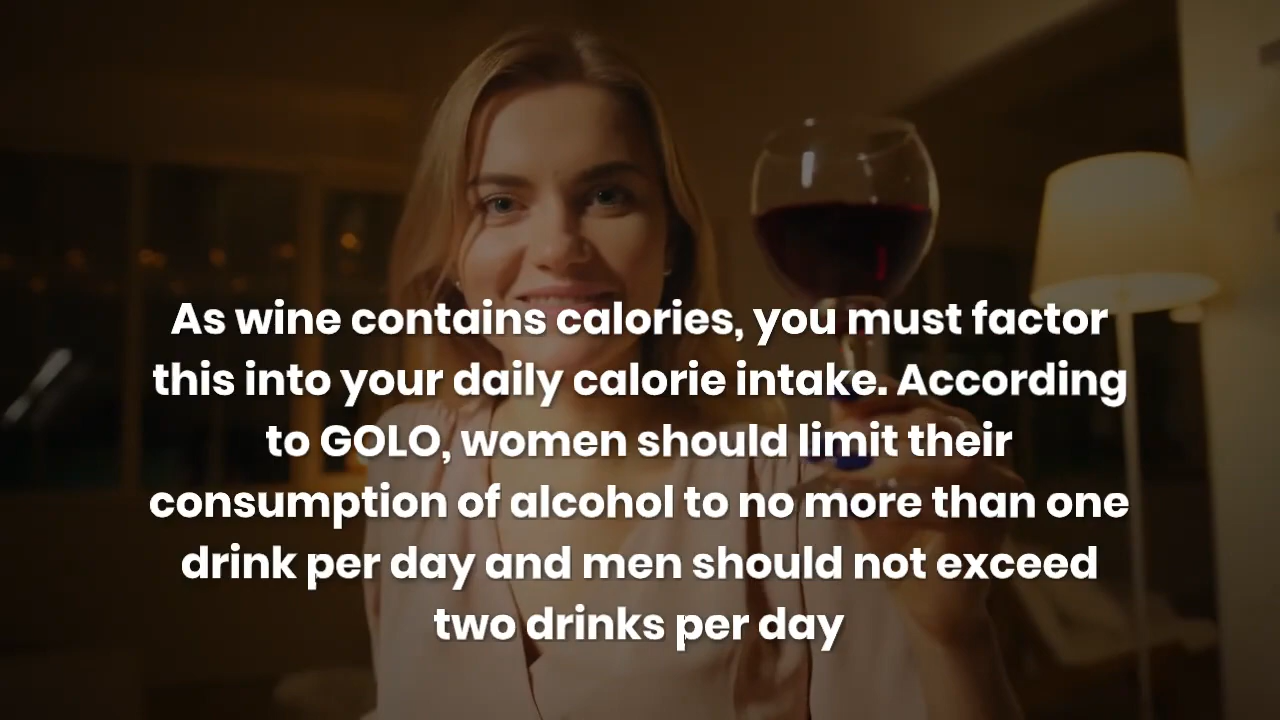 As wine contains calories, you must factor
this into your daily calorie intake. According
to GOLO, women should limit their
consumption of alcohol to no more than one
drink per day and men should not exceed
two drinks per day